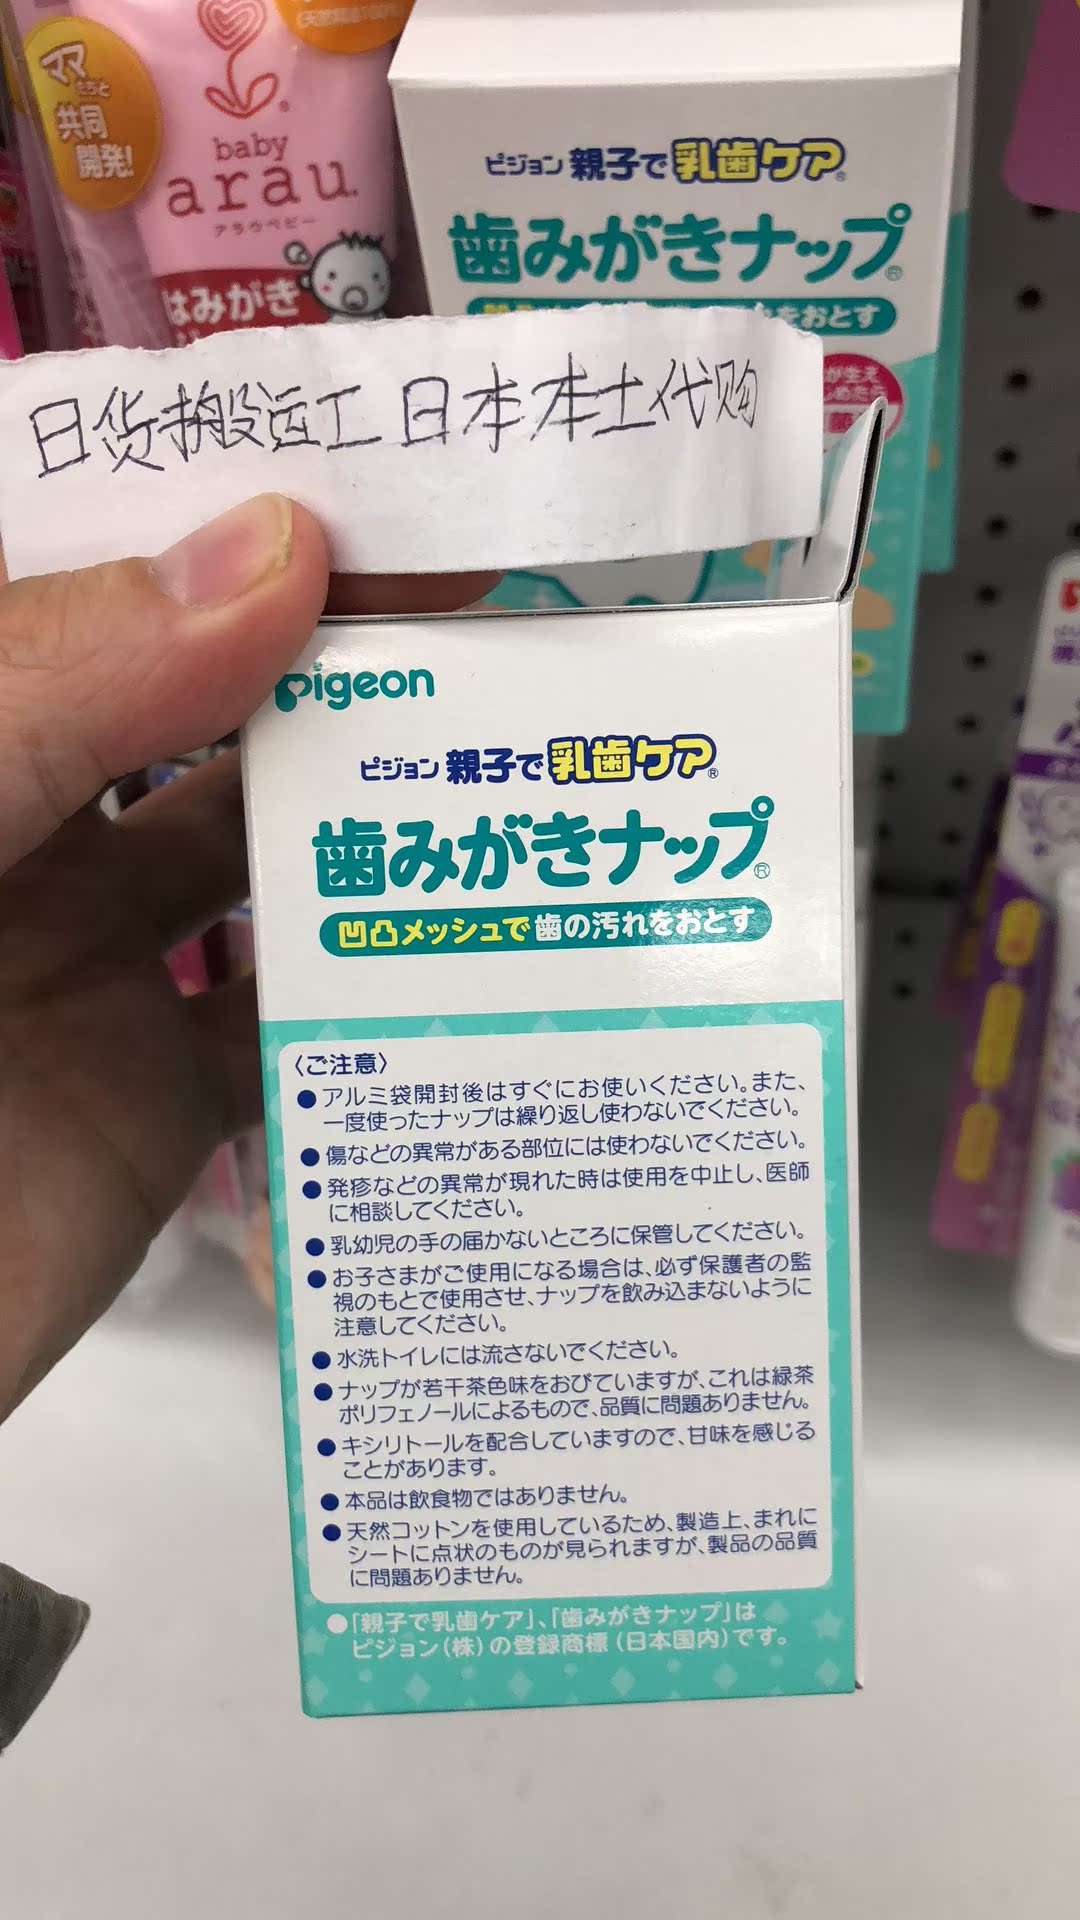 ママ
たちと
共同
開発!
baby
arau.
アラウベビー
はみがき
ピジョン 親子で乳歯ケア®
歯みがきナップ®
をおとす
が生え
日货搬运工 日本本土代购
Pigeon
ピジョン 親子で乳歯ケア®
歯みがきナップ®
凹凸メッシュで歯の汚れをおとす
〈ご注意〉
●アルミ袋開封後はすぐにお使いください。また、
一度使ったナップは繰り返し使わないでください。
●傷などの異常がある部位には使わないでください。
●発疹などの異常が現れた時は使用を中止し、医師
に相談してください。
●乳幼児の手の届かないところに保管してください。
●お子さまがご使用になる場合は、必ず保護者の監
視のもとで使用させ、ナップを飲み込まないように
注意してください。
●水洗トイレには流さないでください。
●ナップが若干茶色味をおびていますが、これは緑茶
ポリフェノールによるもので、品質に問題ありません。
●キシリトールを配合していますので、甘味を感じる
ことがあります。
●本品は飲食物ではありません。
●天然コットンを使用しているため、製造上、まれに
シートに点状のものが見られますが、製品の品質
に問題ありません。
●「親子で乳歯ケア」、「歯みがきナップ」は
ピジョン(株)の登録商標(日本国内)です。